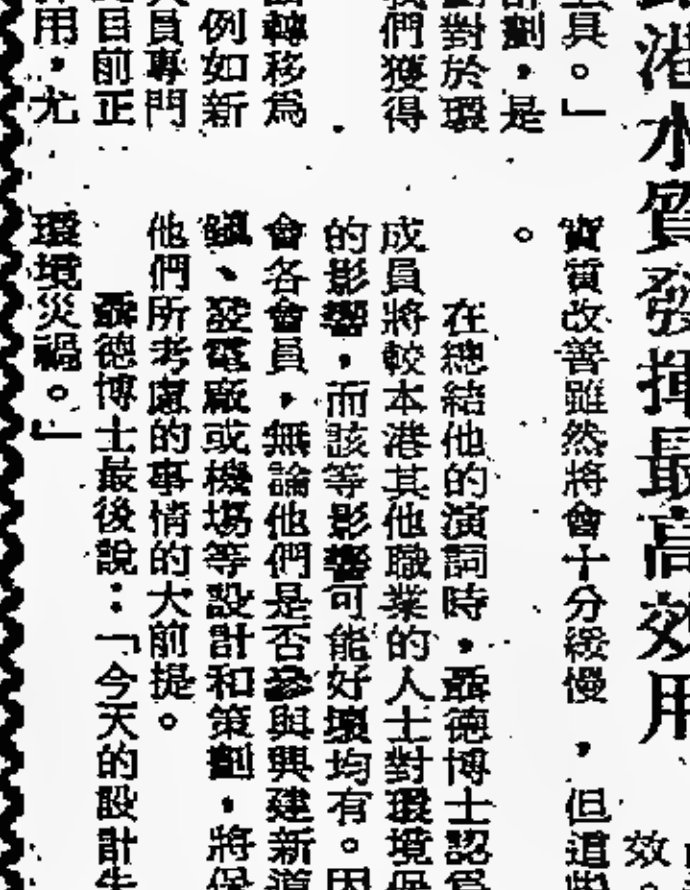 水質發揮最高效用
具。」
劃,是
劃對於環
們獲得
轉移為
例如新
員專門
目前正
用,尤
效
質改善雖然將會十分緩慢,但這些
。
在總結他的演詞時,聶德博士認為
成員將較本港其他職業的人士對環境保
的影響,而該等影響可能好壞均有。因
會各會員,無論他們是否參與興建新道
鐵、發電廠或機場等設計和策劃,將保
他們所考慮的事情的大前提。
聶德博士最後說:「今天的設計失
環境災禍。」